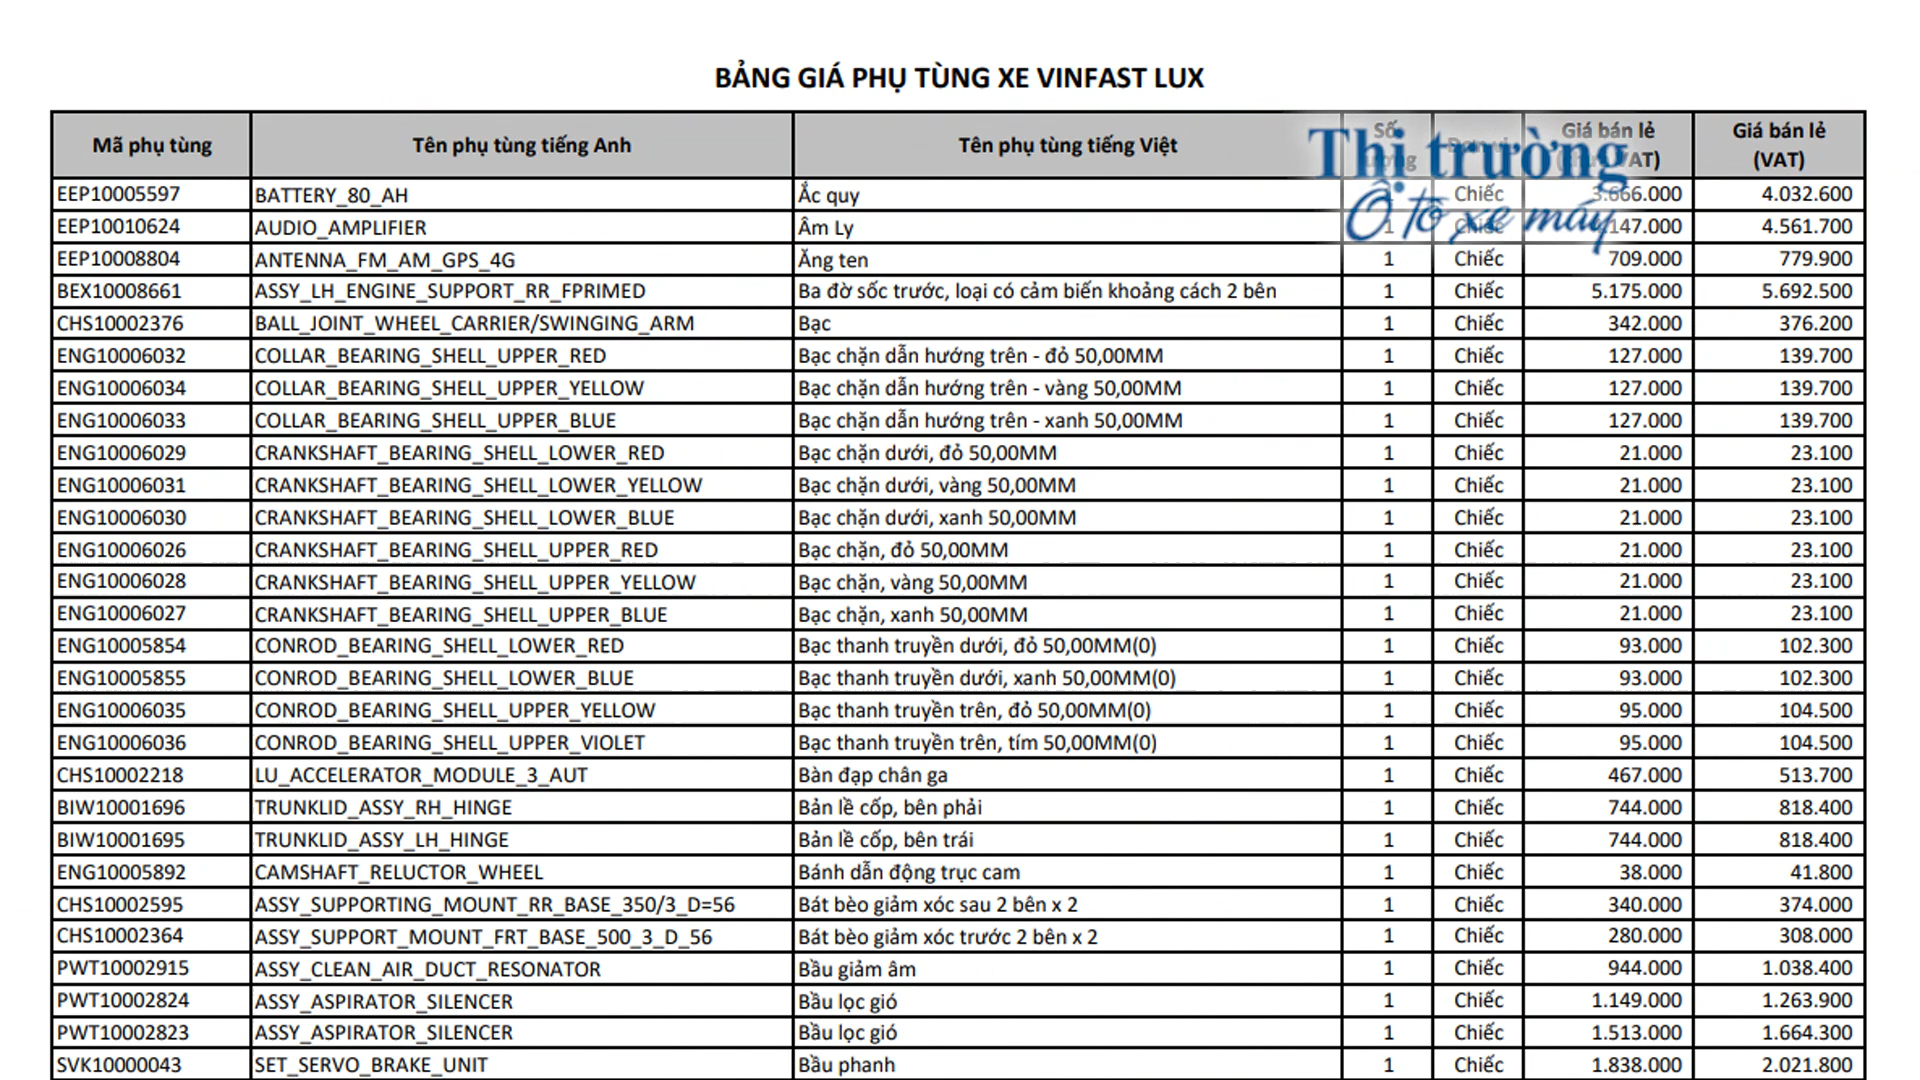 BẢNG GIÁ PHỤ TÙNG XE VINFAST LUX
Mã phụ tùng Tên phụ tùng tiếng Anh Tên phụ tùng tiếng Việt Số Giá bán lẻ VAT) Giá bán lẻ (VAT)
Thị trường
Ô tô xe máy
EEP10005597 BATTERY_80_AH Ắc quy Chiếc 3.666.000 4.032.600
EEP10010624 AUDIO_AMPLIFIER Âm Ly 1 Chiếc 147.000 4.561.700
EEP10008804 ANTENNA_FM_AM_GPS_4G Ăng ten 1 Chiếc 709.000 779.900
BEX10008661 ASSY_LH_ENGINE_SUPPORT_RR_FPRIMED Ba đờ sốc trước, loại có cảm biến khoảng cách 2 bên 1 Chiếc 5.175.000 5.692.500
CHS10002376 BALL_JOINT_WHEEL_CARRIER/SWINGING_ARM Bạc 1 Chiếc 342.000 376.200
ENG10006032 COLLAR_BEARING_SHELL_UPPER_RED Bạc chặn dẫn hướng trên - đỏ 50,00MM 1 Chiếc 127.000 139.700
ENG10006034 COLLAR_BEARING_SHELL_UPPER_YELLOW Bạc chặn dẫn hướng trên - vàng 50,00MM 1 Chiếc 127.000 139.700
ENG10006033 COLLAR_BEARING_SHELL_UPPER_BLUE Bạc chặn dẫn hướng trên - xanh 50,00MM 1 Chiếc 127.000 139.700
ENG10006029 CRANKSHAFT_BEARING_SHELL_LOWER_RED Bạc chặn dưới, đỏ 50,00MM 1 Chiếc 21.000 23.100
ENG10006031 CRANKSHAFT_BEARING_SHELL_LOWER_YELLOW Bạc chặn dưới, vàng 50,00MM 1 Chiếc 21.000 23.100
ENG10006030 CRANKSHAFT_BEARING_SHELL_LOWER_BLUE Bạc chặn dưới, xanh 50,00MM 1 Chiếc 21.000 23.100
ENG10006026 CRANKSHAFT_BEARING_SHELL_UPPER_RED Bạc chặn, đỏ 50,00MM 1 Chiếc 21.000 23.100
ENG10006028 CRANKSHAFT_BEARING_SHELL_UPPER_YELLOW Bạc chặn, vàng 50,00MM 1 Chiếc 21.000 23.100
ENG10006027 CRANKSHAFT_BEARING_SHELL_UPPER_BLUE Bạc chặn, xanh 50,00MM 1 Chiếc 21.000 23.100
ENG10005854 CONROD_BEARING_SHELL_LOWER_RED Bạc thanh truyền dưới, đỏ 50,00MM(0) 1 Chiếc 93.000 102.300
ENG10005855 CONROD_BEARING_SHELL_LOWER_BLUE Bạc thanh truyền dưới, xanh 50,00MM(0) 1 Chiếc 93.000 102.300
ENG10006035 CONROD_BEARING_SHELL_UPPER_YELLOW Bạc thanh truyền trên, đỏ 50,00MM(0) 1 Chiếc 95.000 104.500
ENG10006036 CONROD_BEARING_SHELL_UPPER_VIOLET Bạc thanh truyền trên, tím 50,00MM(0) 1 Chiếc 95.000 104.500
CHS10002218 LU_ACCELERATOR_MODULE_3_AUT Bàn đạp chân ga 1 Chiếc 467.000 513.700
BIW10001696 TRUNKLID_ASSY_RH_HINGE Bản lề cốp, bên phải 1 Chiếc 744.000 818.400
BIW10001695 TRUNKLID_ASSY_LH_HINGE Bản lề cốp, bên trái 1 Chiếc 744.000 818.400
ENG10005892 CAMSHAFT_RELUCTOR_WHEEL Bánh dẫn động trục cam 1 Chiếc 38.000 41.800
CHS10002595 ASSY_SUPPORTING_MOUNT_RR_BASE_350/3_D=56 Bát bèo giảm xóc sau 2 bên x 2 1 Chiếc 340.000 374.000
CHS10002364 ASSY_SUPPORT_MOUNT_FRT_BASE_500_3_D_56 Bát bèo giảm xóc trước 2 bên x 2 1 Chiếc 280.000 308.000
PWT10002915 ASSY_CLEAN_AIR_DUCT_RESONATOR Bầu giảm âm 1 Chiếc 944.000 1.038.400
PWT10002824 ASSY_ASPIRATOR_SILENCER Bầu lọc gió 1 Chiếc 1.149.000 1.263.900
PWT10002823 ASSY_ASPIRATOR_SILENCER Bầu lọc gió 1 Chiếc 1.513.000 1.664.300
SVK10000043 SET_SERVO_BRAKE_UNIT Bầu phanh 1 Chiếc 1.838.000 2.021.800